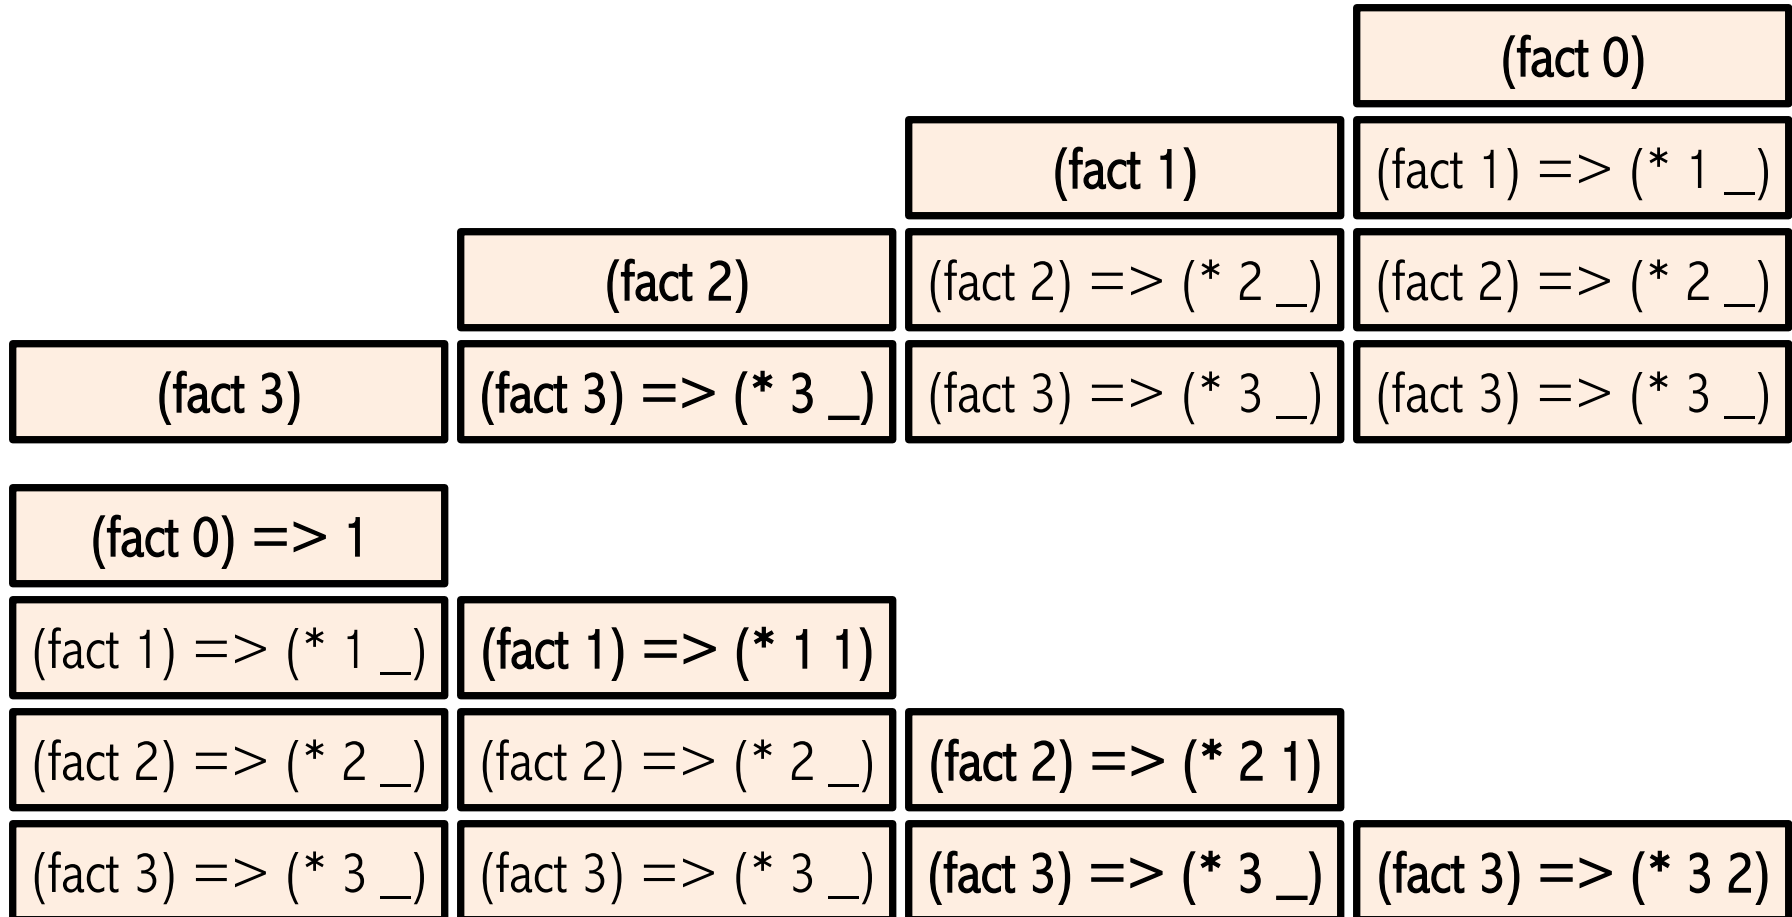 (fact 0)
(fact 1) (fact 1) => (* 1 _)
(fact 2) (fact 2) => (* 2 _) (fact 2) => (* 2 _)
(fact 3) (fact 3) => (* 3 _) (fact 3) => (* 3 _) (fact 3) => (* 3 _)
(fact 0) => 1
(fact 1) => (* 1 _) (fact 1) => (* 1 1)
(fact 2) => (* 2 _) (fact 2) => (* 2 _) (fact 2) => (* 2 1)
(fact 3) => (* 3 _) (fact 3) => (* 3 _) (fact 3) => (* 3 _) (fact 3) => (* 3 2)